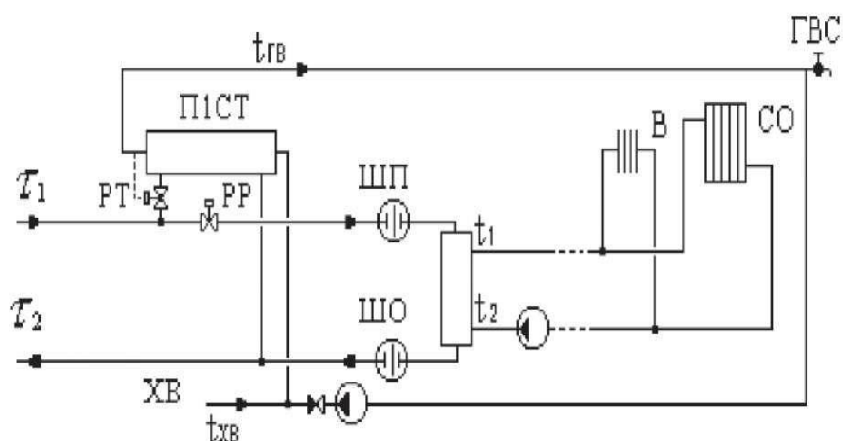 ГВС
tГВ
П1СТ
В
СО
τ1
РТ
РР
ШП
t1
τ2
ШО
t2
ХВ
tХВ